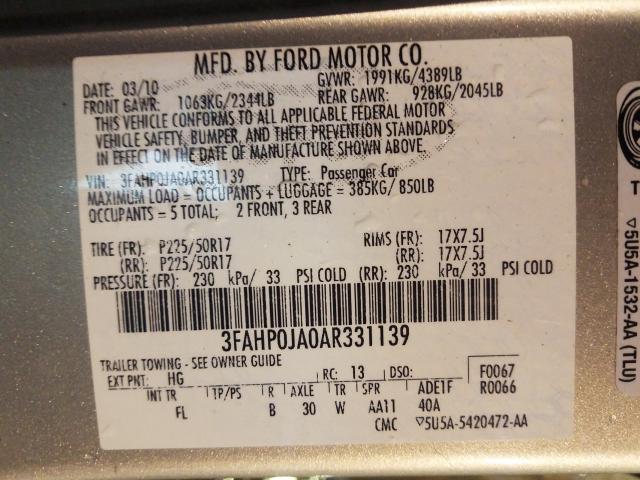 MFD. BY FORD MOTOR CO.
DATE: 03/10
GVWR: 1991KG/4389LB
FRONT GAWR: 1063KG/2344LB
REAR GAWR: 928KG/2045LB
THIS VEHICLE CONFORMS TO ALL APPLICABLE FEDERAL MOTOR
VEHICLE SAFETY, BUMPER, AND THEFT PREVENTION STANDARDS
IN EFFECT ON THE DATE OF MANUFACTURE SHOWN ABOVE.
VIN: 3FAHP0JA0AR331139 TYPE: Passenger Car
MAXIMUM LOAD = OCCUPANTS + LUGGAGE = 385KG/ 850LB
OCCUPANTS = 5 TOTAL; 2 FRONT, 3 REAR
TIRE (FR): P225/50R17 RIMS (FR): 17X7.5J
(RR): P225/50R17 (RR): 17X7.5J
PRESSURE (FR): 230 kPa/ 33 PSI COLD (RR): 230 kPa/ 33 PSI COLD
3FAHP0JA0AR331139
TRAILER TOWING - SEE OWNER GUIDE
EXT PNT: HG RC: 13 DSO:
F0067
R0066
INT TR TP/PS R AXLE TR SPR ADE1F
FL B 30 W AA11 40A
CMC ▽5U5A-5420472-AA
▽5U5A-1532-AA (TLU)